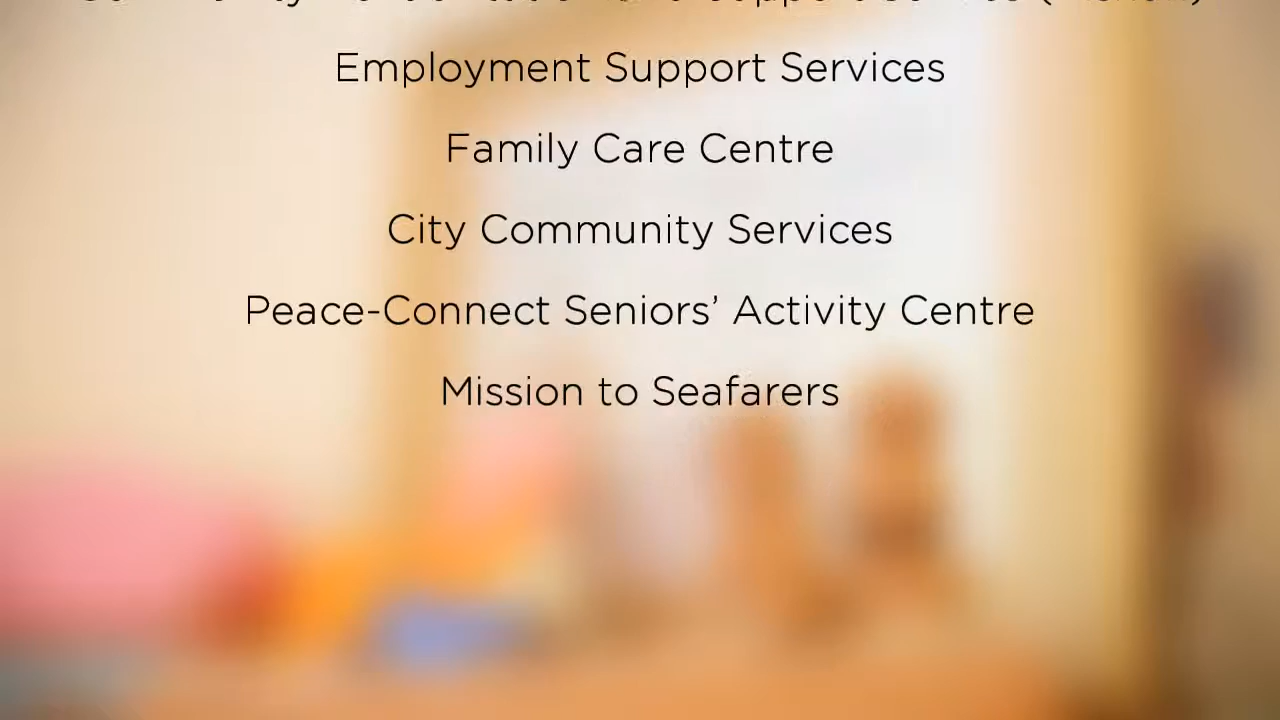 Employment Support Services
Family Care Centre
City Community Services
Peace-Connect Seniors’ Activity Centre
Mission to Seafarers